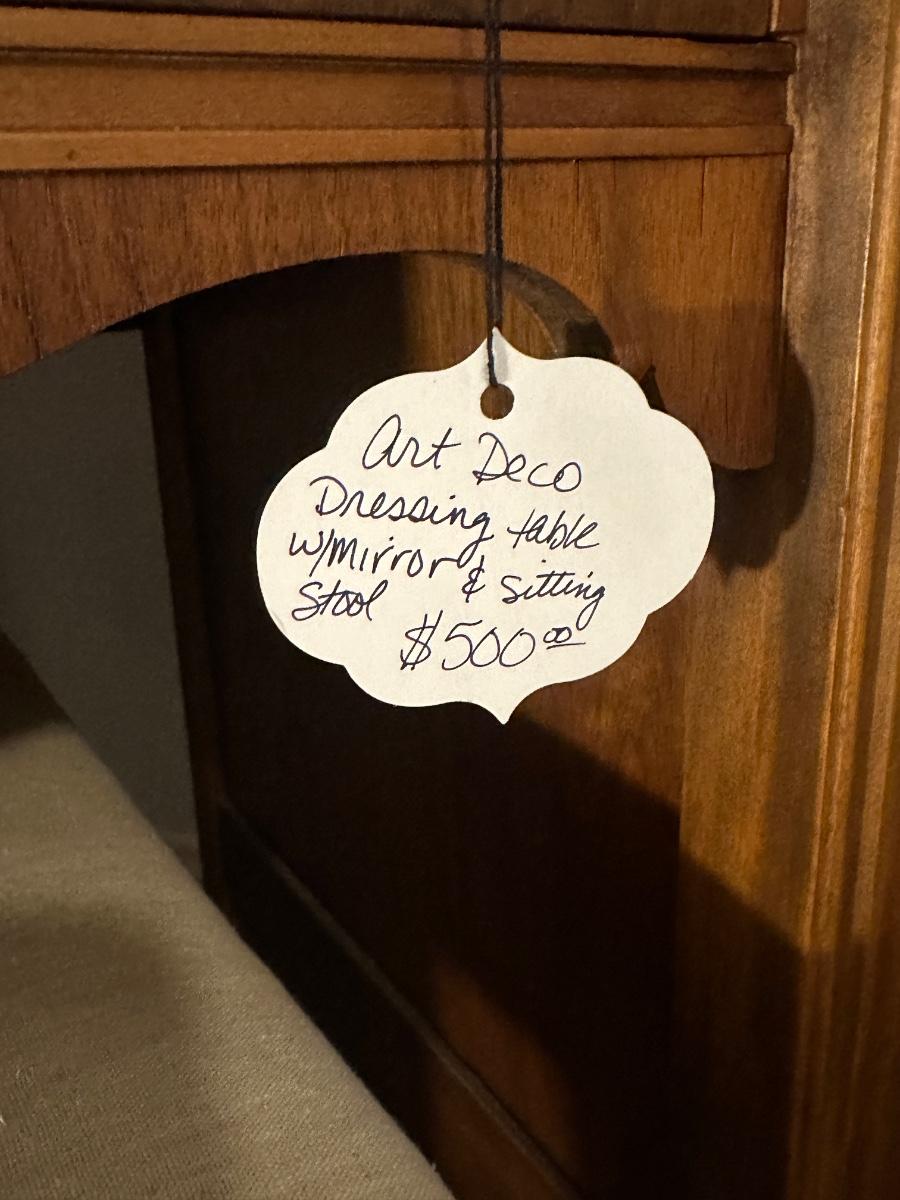 Art Deco
Dressing table
w/mirror & sitting
Stool
$500.00